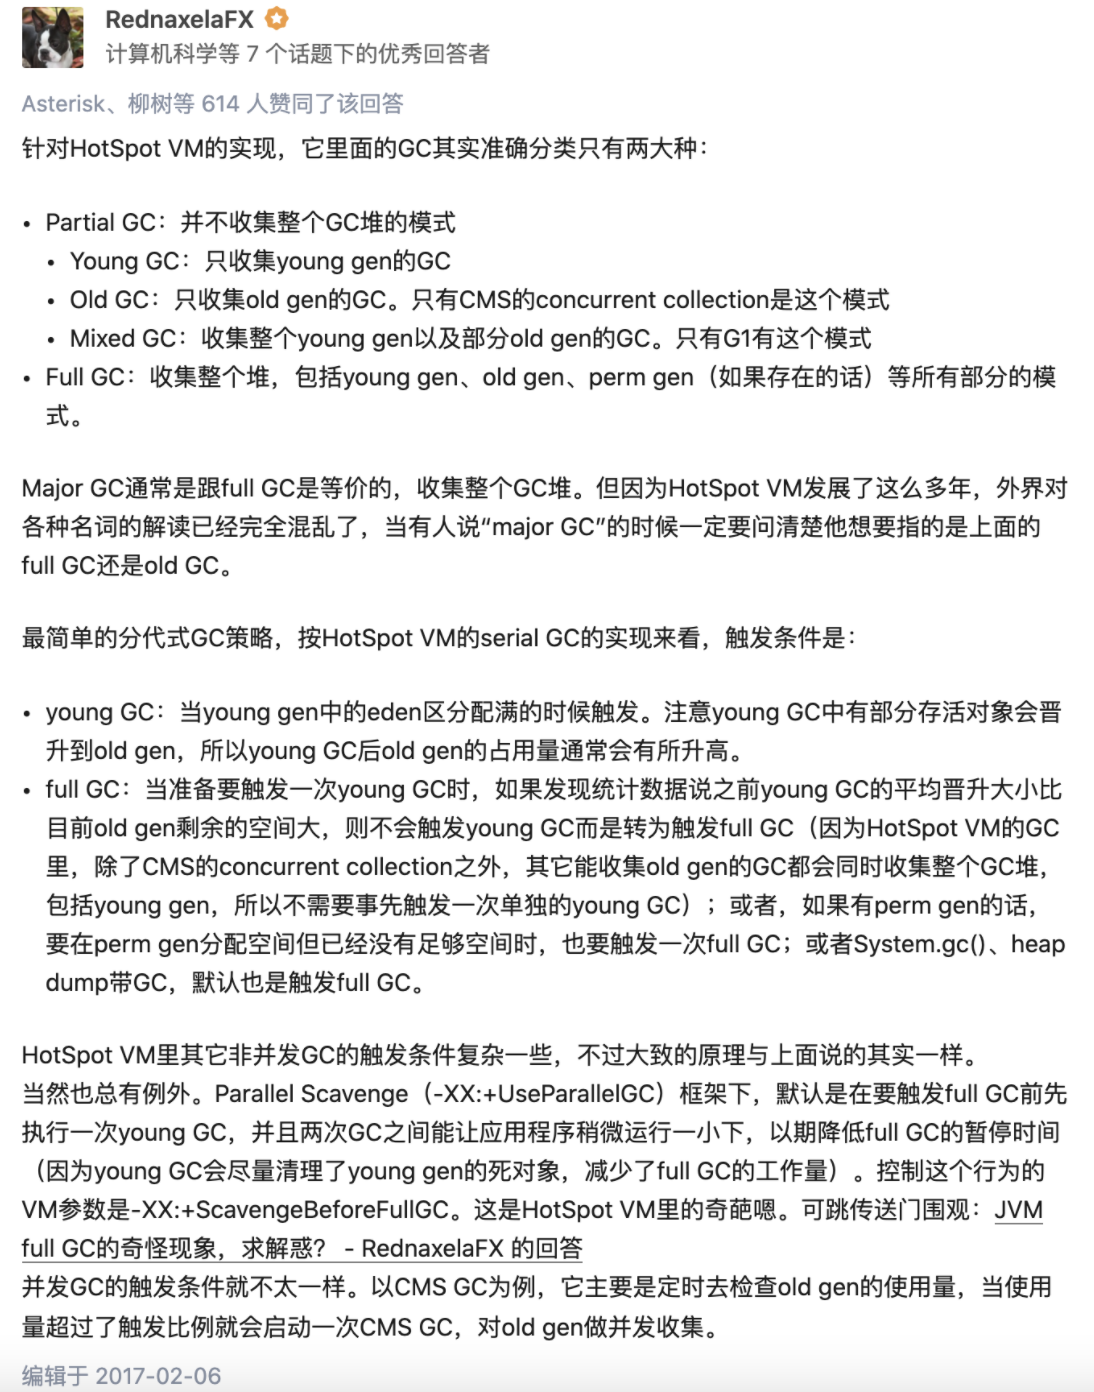 RednaxelaFX
计算机科学等 7 个话题下的优秀回答者
Asterisk、柳树等 614 人赞同了该回答
针对HotSpot VM的实现，它里面的GC其实准确分类只有两大种：
• Partial GC：并不收集整个GC堆的模式
• Young GC：只收集young gen的GC
• Old GC：只收集old gen的GC。只有CMS的concurrent collection是这个模式
• Mixed GC：收集整个young gen以及部分old gen的GC。只有G1有这个模式
• Full GC：收集整个堆，包括young gen、old gen、perm gen（如果存在的话）等所有部分的模
式。
Major GC通常是跟full GC是等价的，收集整个GC堆。但因为HotSpot VM发展了这么多年，外界对
各种名词的解读已经完全混乱了，当有人说“major GC”的时候一定要问清楚他想要指的是上面的
full GC还是old GC。
最简单的分代式GC策略，按HotSpot VM的serial GC的实现来看，触发条件是：
• young GC：当young gen中的eden区分配满的时候触发。注意young GC中有部分存活对象会晋
升到old gen，所以young GC后old gen的占用量通常会有所升高。
• full GC：当准备要触发一次young GC时，如果发现统计数据说之前young GC的平均晋升大小比
目前old gen剩余的空间大，则不会触发young GC而是转为触发full GC（因为HotSpot VM的GC
里，除了CMS的concurrent collection之外，其它能收集old gen的GC都会同时收集整个GC堆，
包括young gen，所以不需要事先触发一次单独的young GC）；或者，如果有perm gen的话，
要在perm gen分配空间但已经没有足够空间时，也要触发一次full GC；或者System.gc()、heap
dump带GC，默认也是触发full GC。
HotSpot VM里其它非并发GC的触发条件复杂一些，不过大致的原理与上面说的其实一样。
当然也总有例外。Parallel Scavenge（-XX:+UseParallelGC）框架下，默认是在要触发full GC前先
执行一次young GC，并且两次GC之间能让应用程序稍微运行一小下，以期降低full GC的暂停时间
（因为young GC会尽量清理了young gen的死对象，减少了full GC的工作量）。控制这个行为的
VM参数是-XX:+ScavengeBeforeFullGC。这是HotSpot VM里的奇葩嗯。可跳传送门围观：JVM
full GC的奇怪现象，求解惑？ - RednaxelaFX 的回答
并发GC的触发条件就不太一样。以CMS GC为例，它主要是定时去检查old gen的使用量，当使用
量超过了触发比例就会启动一次CMS GC，对old gen做并发收集。
编辑于 2017-02-06